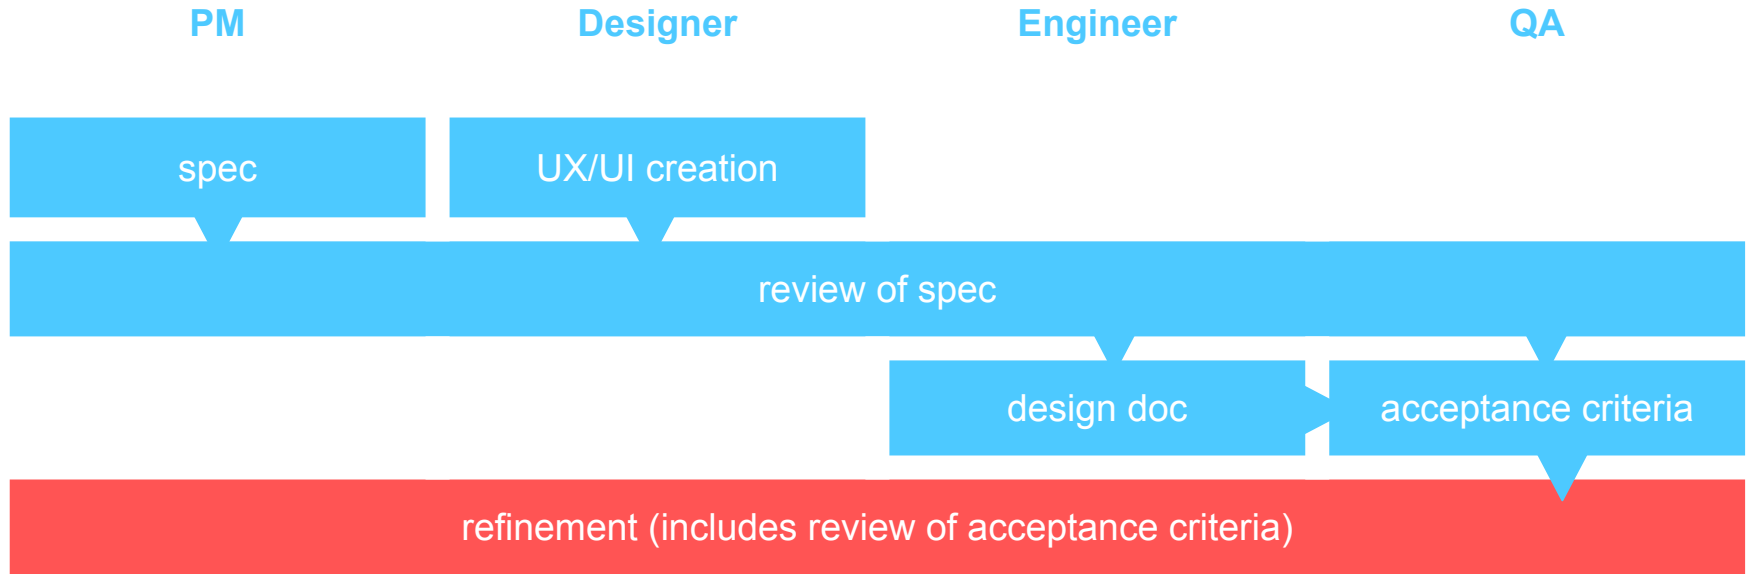 PM
Designer
Engineer
QA
spec
UX/UI creation
review of spec
design doc
acceptance criteria
refinement (includes review of acceptance criteria)